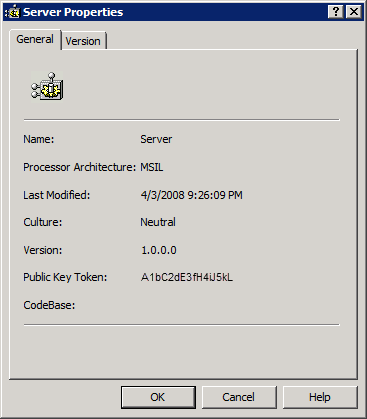 Server Properties
General Version
Name: Server
Processor Architecture: MSIL
Last Modified: 4/3/2008 9:26:09 PM
Culture: Neutral
Version: 1.0.0.0
Public Key Token: A1bC2dE3fH4iJ5kL
CodeBase:
OK Cancel Help